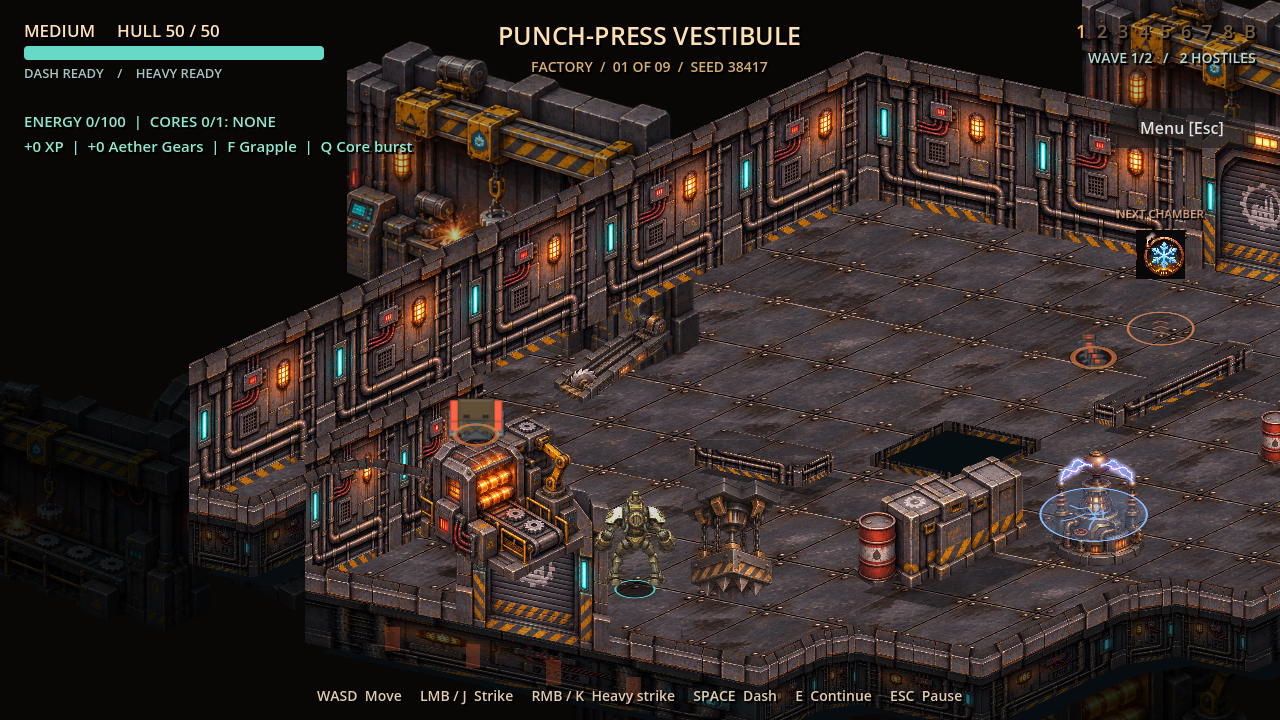 MEDIUM HULL 50 / 50
DASH READY / HEAVY READY
ENERGY 0/100 | CORES 0/1: NONE
+0 XP | +0 Aether Gears | F Grapple | Q Core burst
PUNCH-PRESS VESTIBULE
FACTORY / 01 OF 09 / SEED 38417
1 2 3 4 5 6 7 8 B
WAVE 1/2 / 2 HOSTILES
Menu [Esc]
NEXT CHAMBER
WASD Move LMB / J Strike RMB / K Heavy strike SPACE Dash E Continue ESC Pause